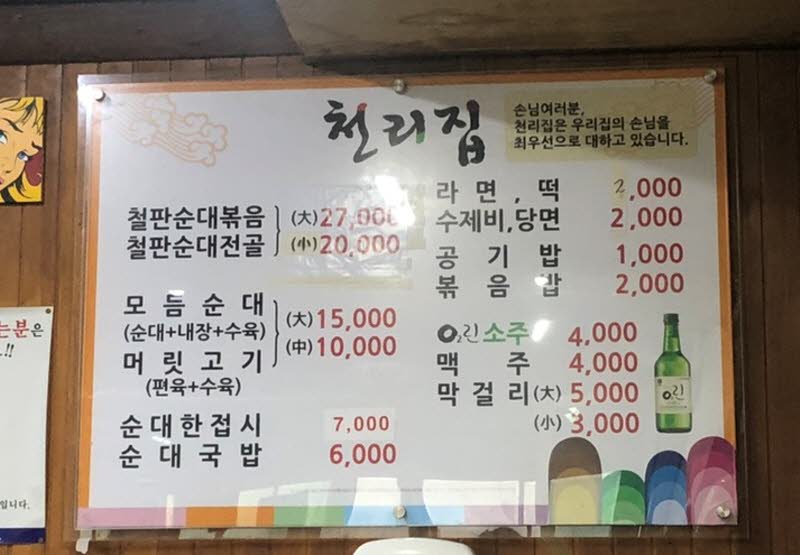 천리집
손님여러분,
천리집은 우리집의 손님을
최우선으로 대하고 있습니다.
철판순대볶음 (大) 27,000
철판순대전골 (小) 20,000
모듬순대 (大) 15,000
(순대+내장+수육)
머릿고기 (中) 10,000
(편육+수육)
순대한접시 7,000
순대국밥 6,000
라면, 떡 2,000
수제비,당면 2,000
공기밥 1,000
볶음밥 2,000
O2린 소주 4,000
맥주 4,000
막걸리 (大) 5,000
(小) 3,000
O2린
는분은
!!
입니다.